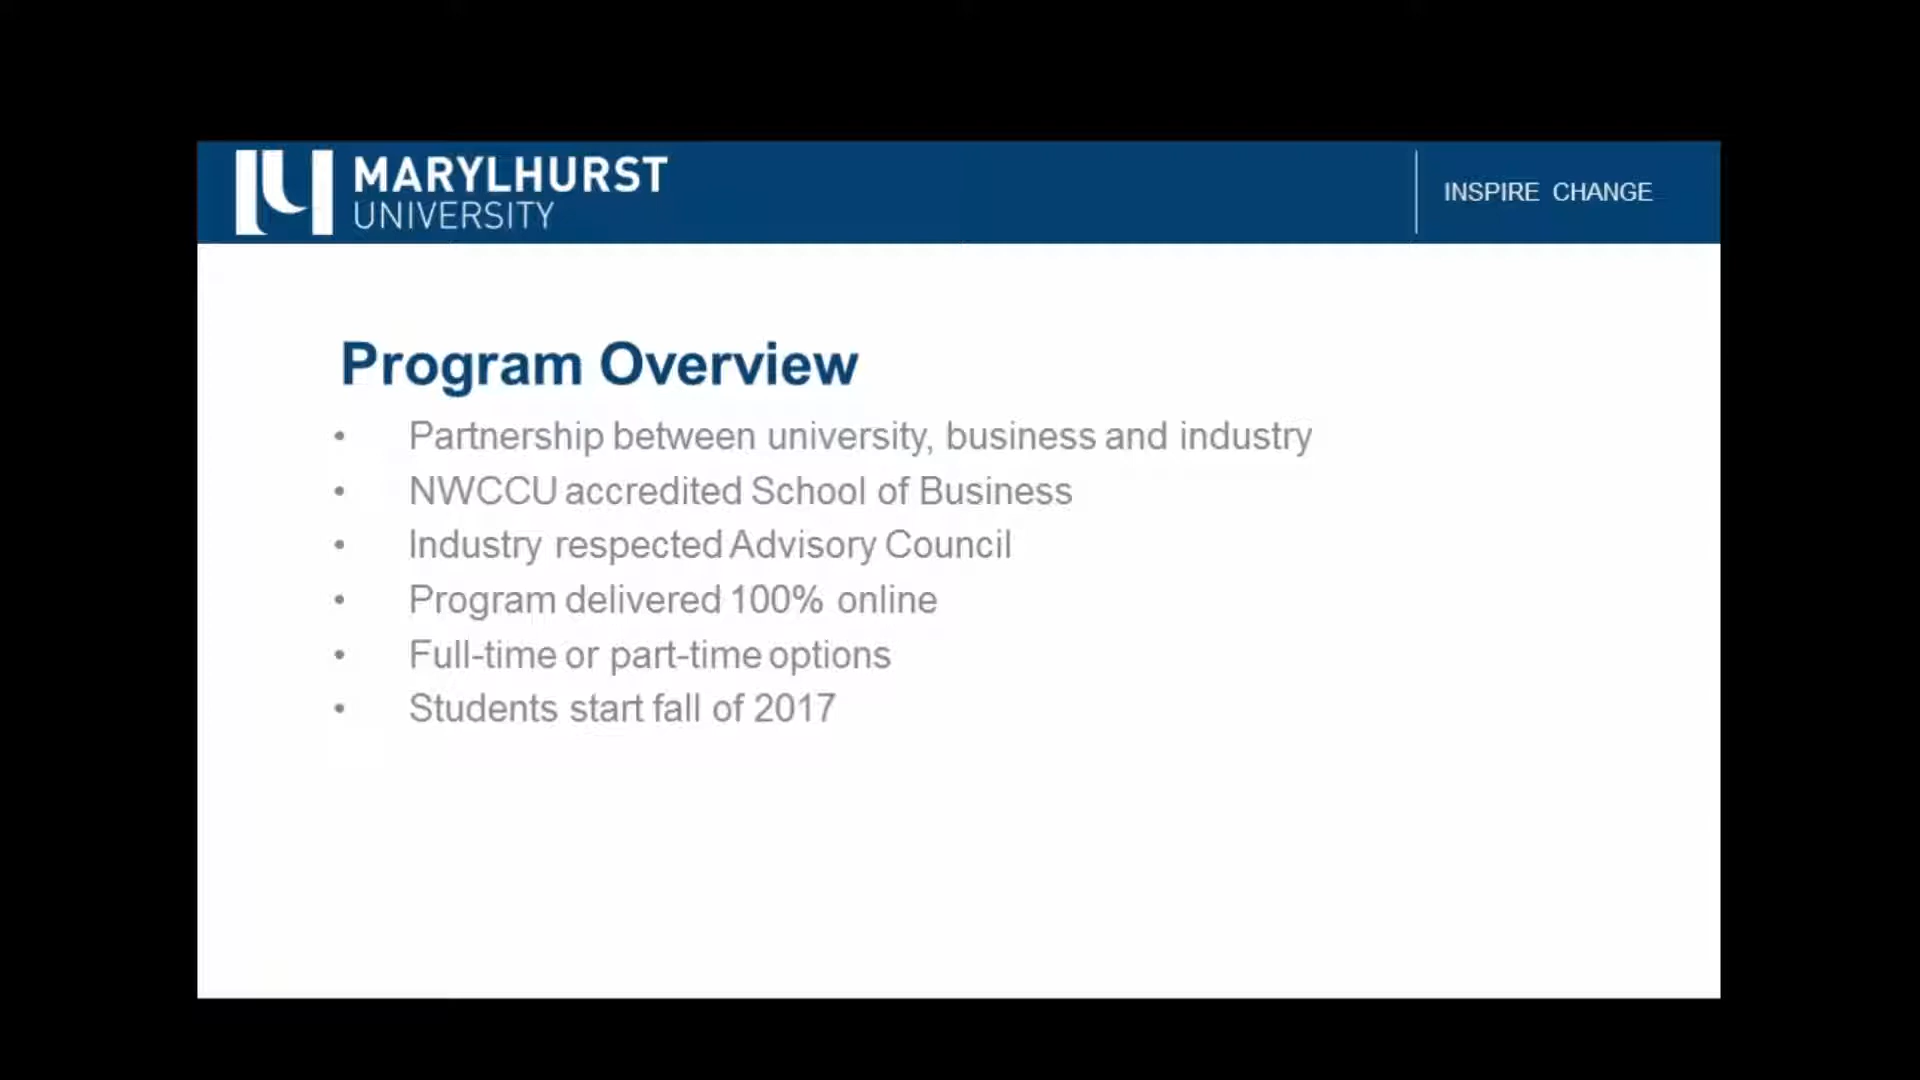 MARYLHURST
UNIVERSITY
INSPIRE CHANGE
Program Overview
• Partnership between university, business and industry
• NWCCU accredited School of Business
• Industry respected Advisory Council
• Program delivered 100% online
• Full-time or part-time options
• Students start fall of 2017